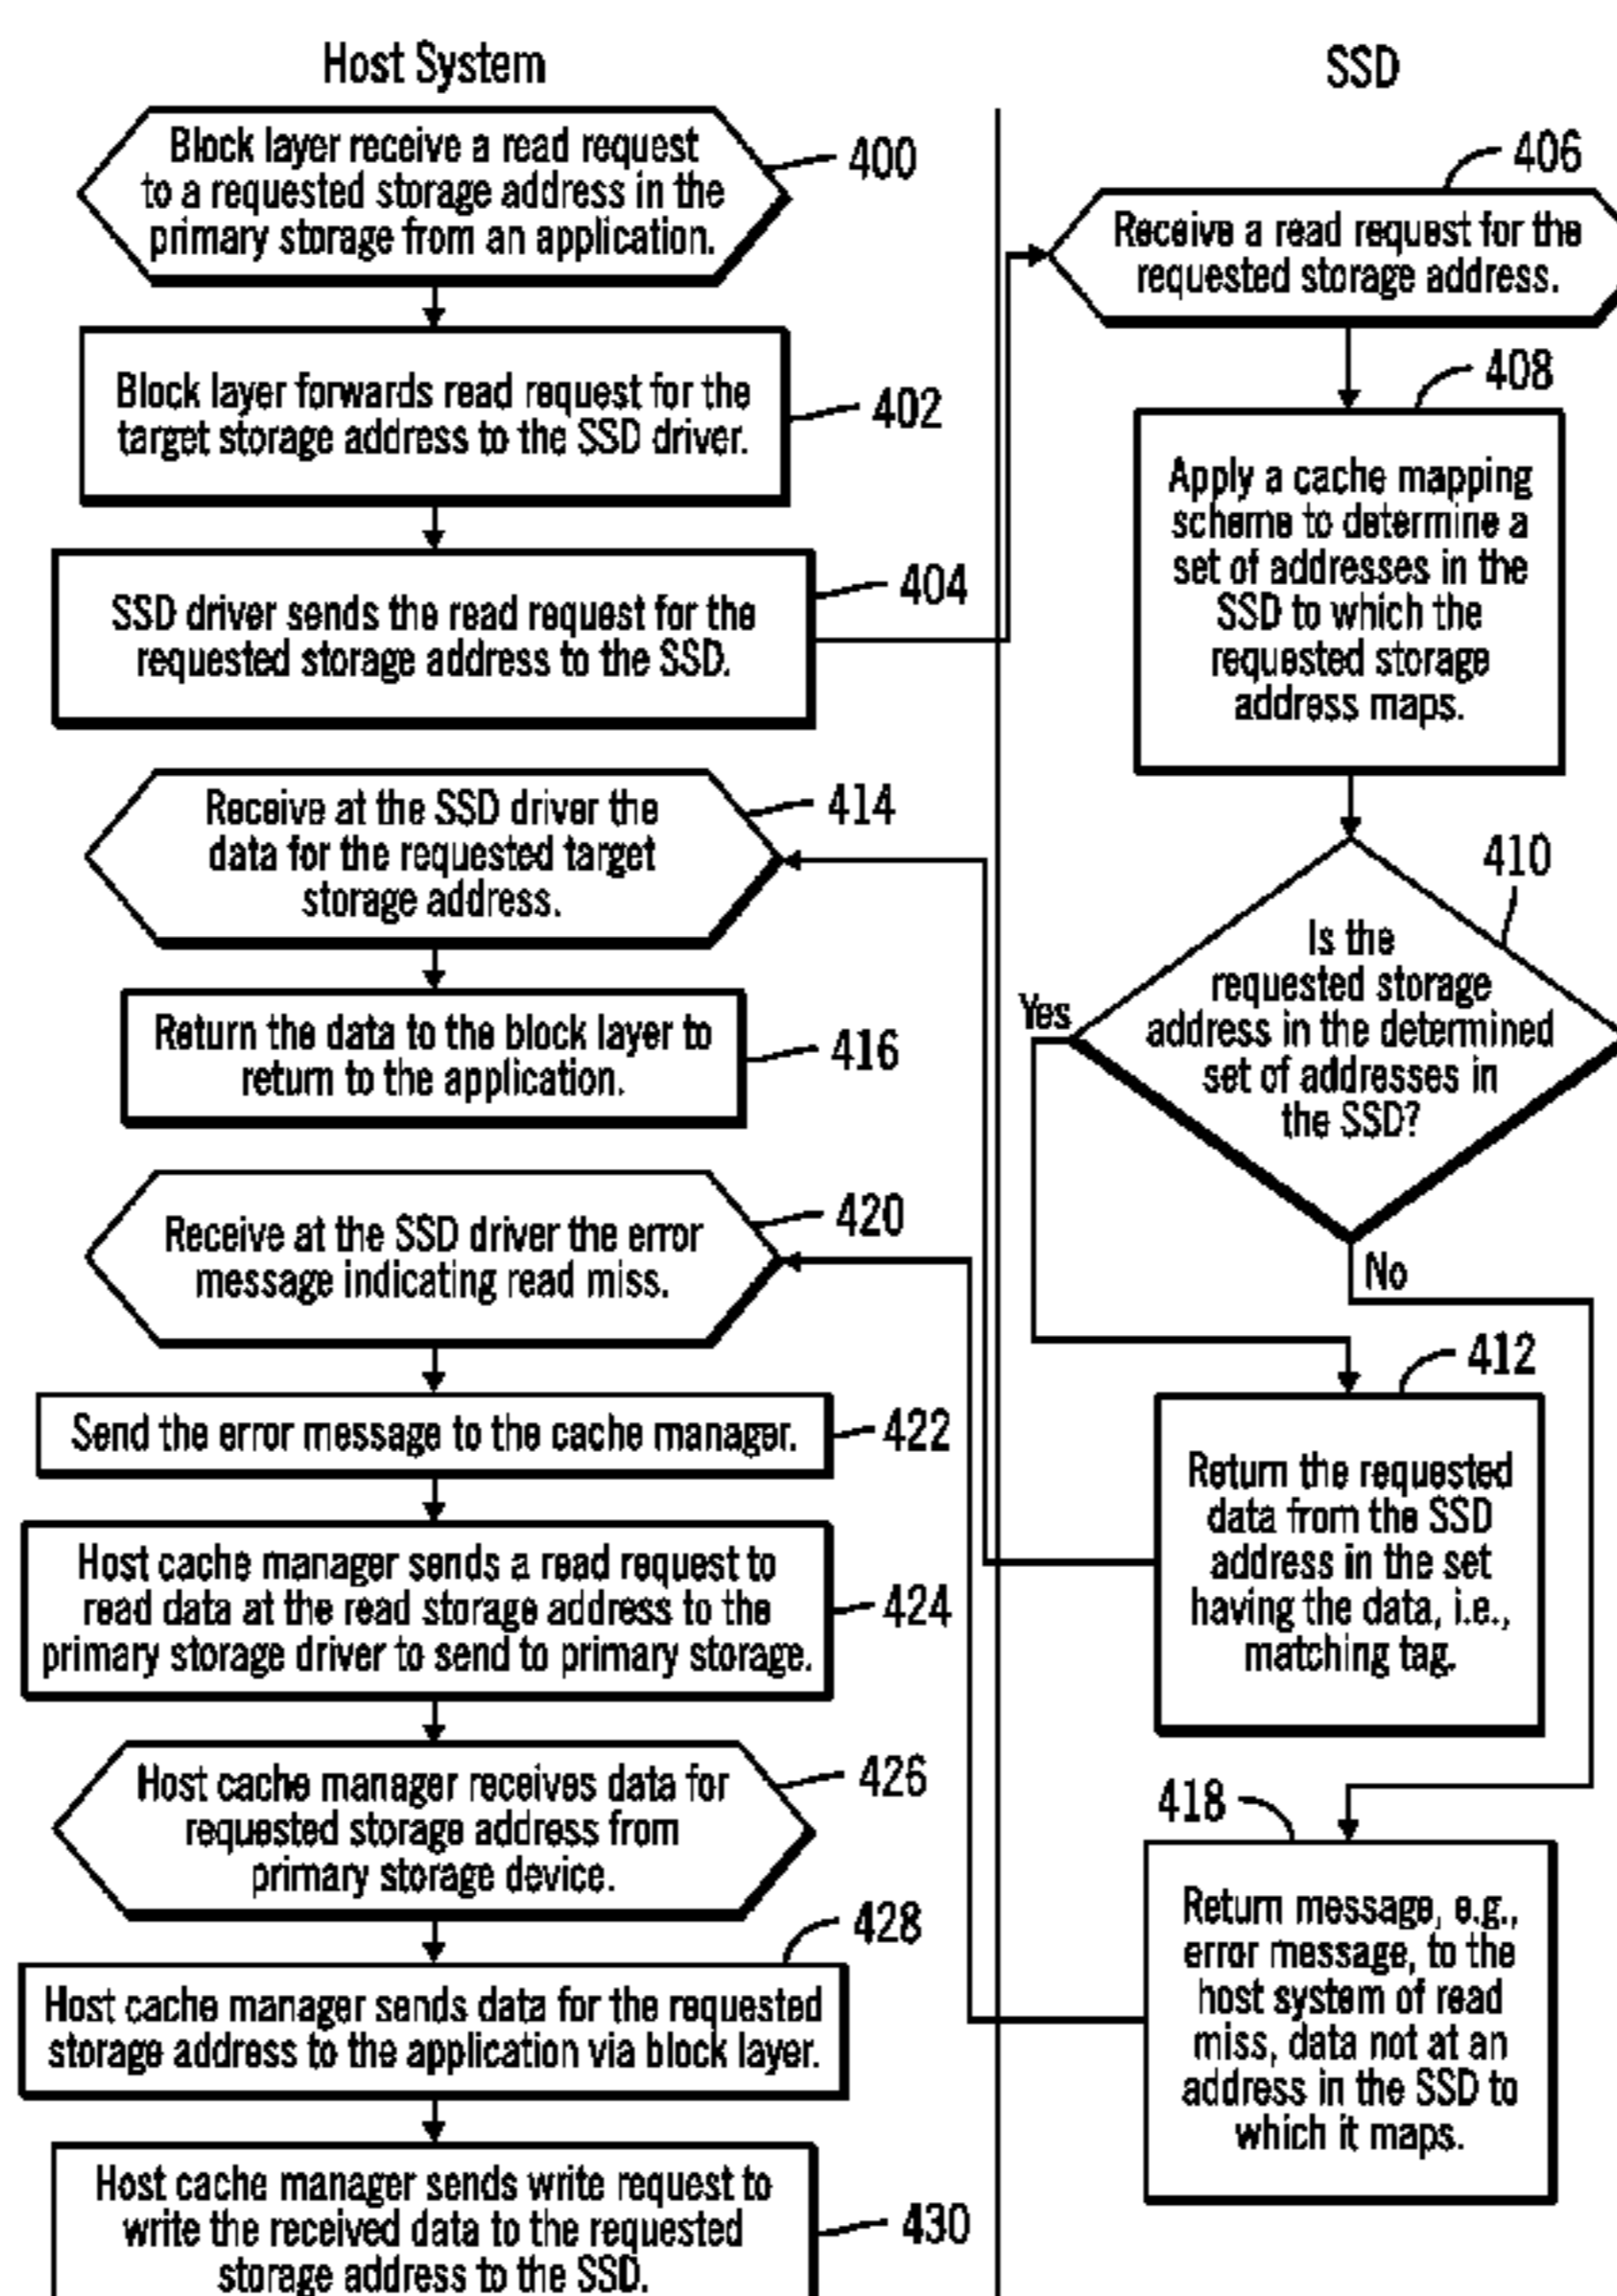 Host System
Block layer receive a read request
to a requested storage address in the
primary storage from an application.
400
Block layer forwards read request for the
target storage address to the SSD driver.
402
SSD driver sends the read request for the
requested storage address to the SSD.
404
Receive at the SSD driver the
data for the requested target
storage address.
414
Return the data to the block layer to
return to the application.
416
Receive at the SSD driver the error
message indicating read miss.
420
Send the error message to the cache manager.
422
Host cache manager sends a read request to
read data at the read storage address to the
primary storage driver to send to primary storage.
424
Host cache manager receives data for
requested storage address from
primary storage device.
426
428
Host cache manager sends data for the requested
storage address to the application via block layer.
Host cache manager sends write request to
write the received data to the requested
storage address to the SSD.
430
SSD
406
Receive a read request for the
requested storage address.
408
Apply a cache mapping
scheme to determine a
set of addresses in the
SSD to which the
requested storage
address maps.
410
Is the
requested storage
address in the determined
set of addresses in
the SSD?
Yes
No
412
Return the requested
data from the SSD
address in the set
having the data, i.e.,
matching tag.
418
Return message, e.g.,
error message, to the
host system of read
miss, data not at an
address in the SSD to
which it maps.